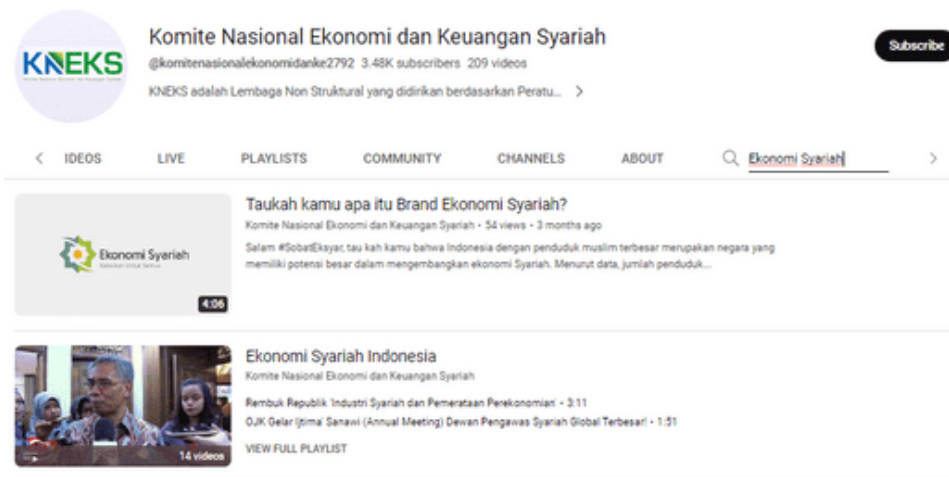 KNEKS
Komite Nasional Ekonomi dan Keuangan Syariah
@komitenasionalekonomidanke2792 3.48K subscribers 209 videos
Subscribe
KNEKS adalah Lembaga Non Struktural yang didirikan berdasarkan Peratu... >
< IDEOS LIVE PLAYLISTS COMMUNITY CHANNELS ABOUT Ekonomi Syariah >
Taukah kamu apa itu Brand Ekonomi Syariah?
Komite Nasional Ekonomi dan Keuangan Syariah • 54 views • 3 months ago
Salam #SobatEksyar, tau kah kamu bahwa Indonesia dengan penduduk muslim terbesar merupakan negara yang
memiliki potensi besar dalam mengembangkan ekonomi Syariah. Menurut data, jumlah penduduk...
Ekonomi Syariah
4:06
Ekonomi Syariah Indonesia
Komite Nasional Ekonomi dan Keuangan Syariah
Rembuk Republik 'Industri Syariah dan Pemerataan Perekonomian' • 3:11
OJK Gelar Ijtima' Sanawi (Annual Meeting) Dewan Pengawas Syariah Global Terbesar! • 1:51
VIEW FULL PLAYLIST
14 videos